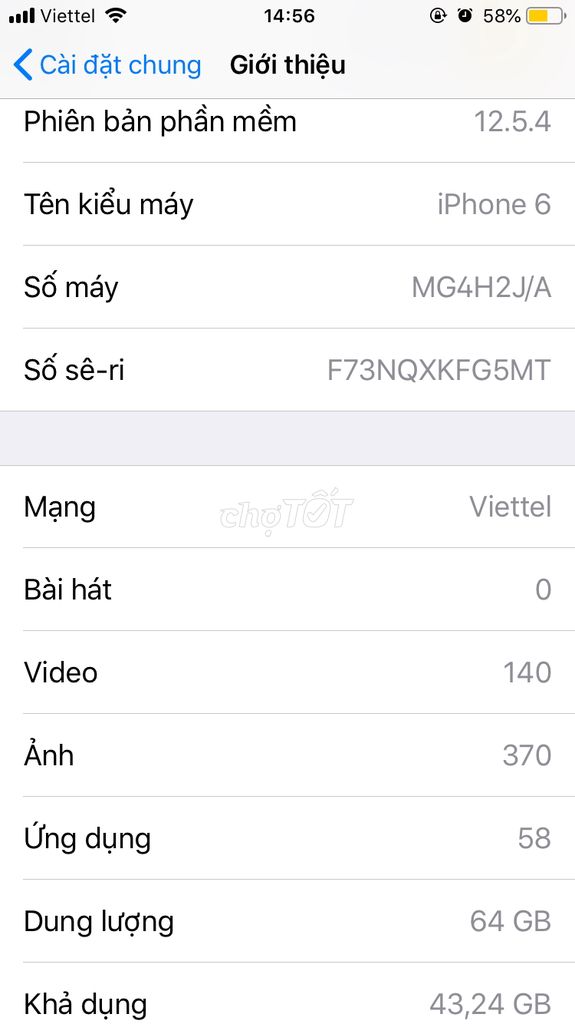 Viettel 14:56 58%
Cài đặt chung Giới thiệu
Phiên bản phần mềm 12.5.4
Tên kiểu máy iPhone 6
Số máy MG4H2J/A
Số sê-ri F73NQXKFG5MT
Mạng Viettel
chợTỐT
Bài hát 0
Video 140
Ảnh 370
Ứng dụng 58
Dung lượng 64 GB
Khả dụng 43,24 GB